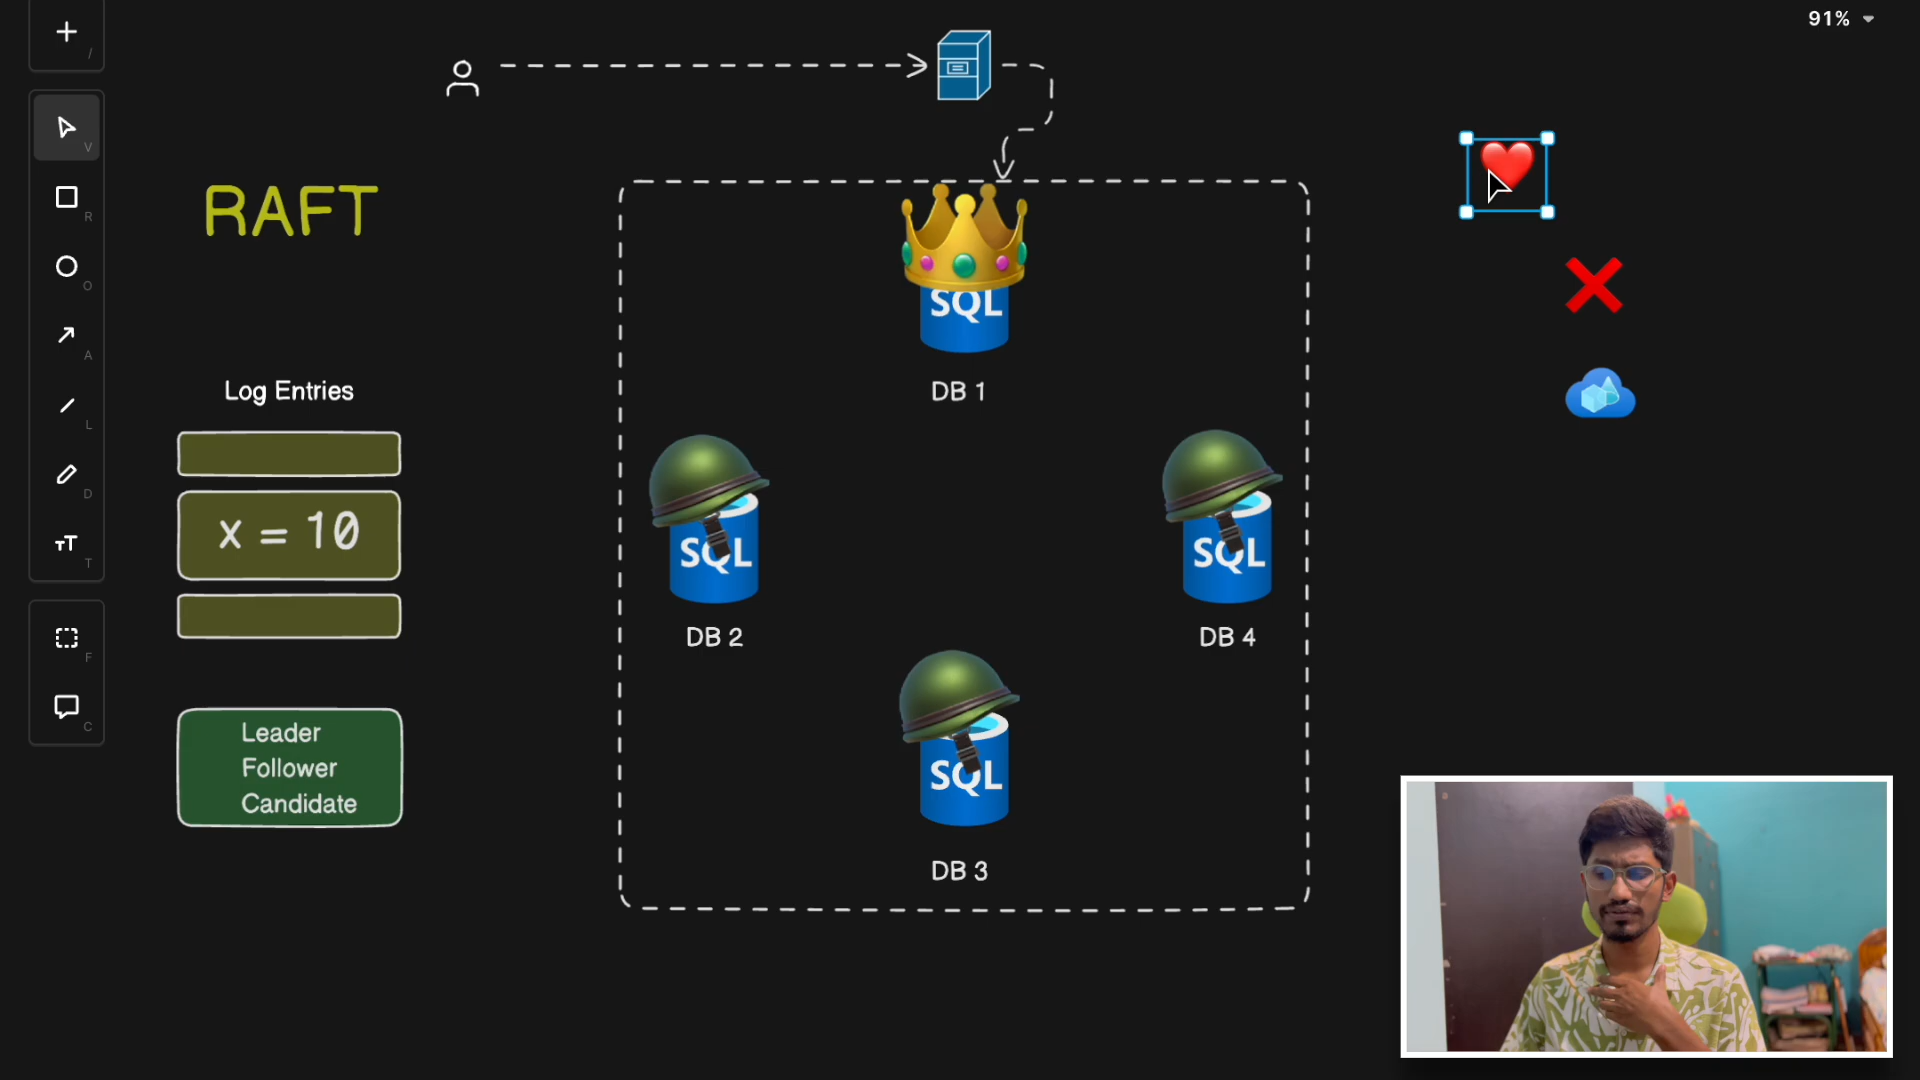 91%
/
V
R
O
A
L
D
TT
T
F
C
RAFT
Log Entries
x = 10
Leader
Follower
Candidate
SQL
DB 1
SQL
DB 2
SQL
DB 4
SQL
DB 3